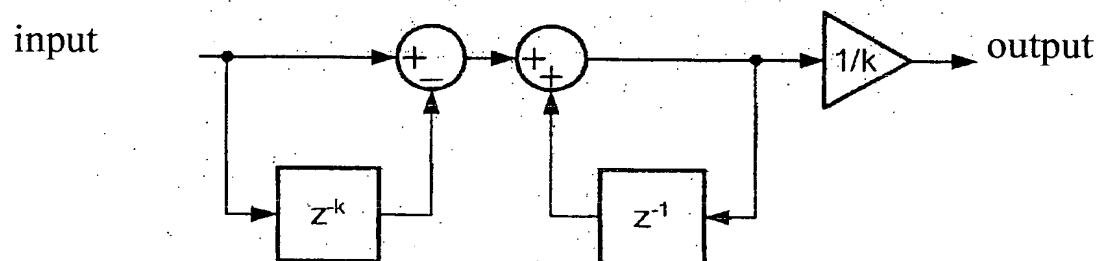 input
+
−
+
+
1/k
output
z⁻ᵏ
z⁻¹